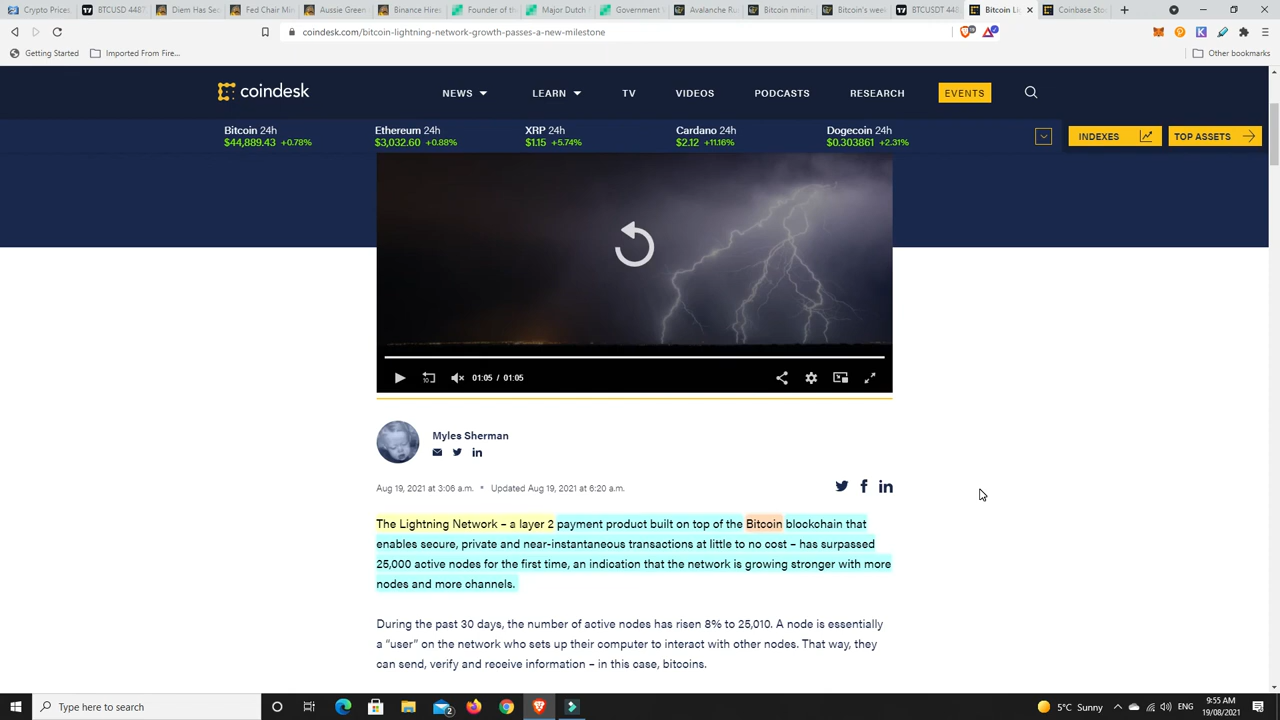 Crypto Prices
BTCUSD 4487
Diem Has Se
Fed Chair Mi
Aussie Green
Binance Hires
Founder of the
Major Dutch
Government
Avalanche Ru
Bitcoin minin
Bitcoin's week
BTCUSDT 448
Bitcoin Li
Coinbase Sto
coindesk.com/bitcoin-lightning-network-growth-passes-a-new-milestone
Getting Started
Imported From Fire...
Other bookmarks
coindesk
NEWS
LEARN
TV
VIDEOS
PODCASTS
RESEARCH
EVENTS
Bitcoin 24h
$44,889.43 +0.78%
Ethereum 24h
$3,032.60 +0.88%
XRP 24h
$1.15 +5.74%
Cardano 24h
$2.12 +11.16%
Dogecoin 24h
$0.303861 +2.31%
INDEXES
TOP ASSETS
10
01:05 / 01:05
Myles Sherman
Aug 19, 2021 at 3:06 a.m. • Updated Aug 19, 2021 at 6:20 a.m.
The Lightning Network – a layer 2 payment product built on top of the Bitcoin blockchain that
enables secure, private and near-instantaneous transactions at little to no cost – has surpassed
25,000 active nodes for the first time, an indication that the network is growing stronger with more
nodes and more channels.
During the past 30 days, the number of active nodes has risen 8% to 25,010. A node is essentially
a “user” on the network who sets up their computer to interact with other nodes. That way, they
can send, verify and receive information – in this case, bitcoins.
Type here to search
2
5°C Sunny
ENG
9:55 AM
19/08/2021